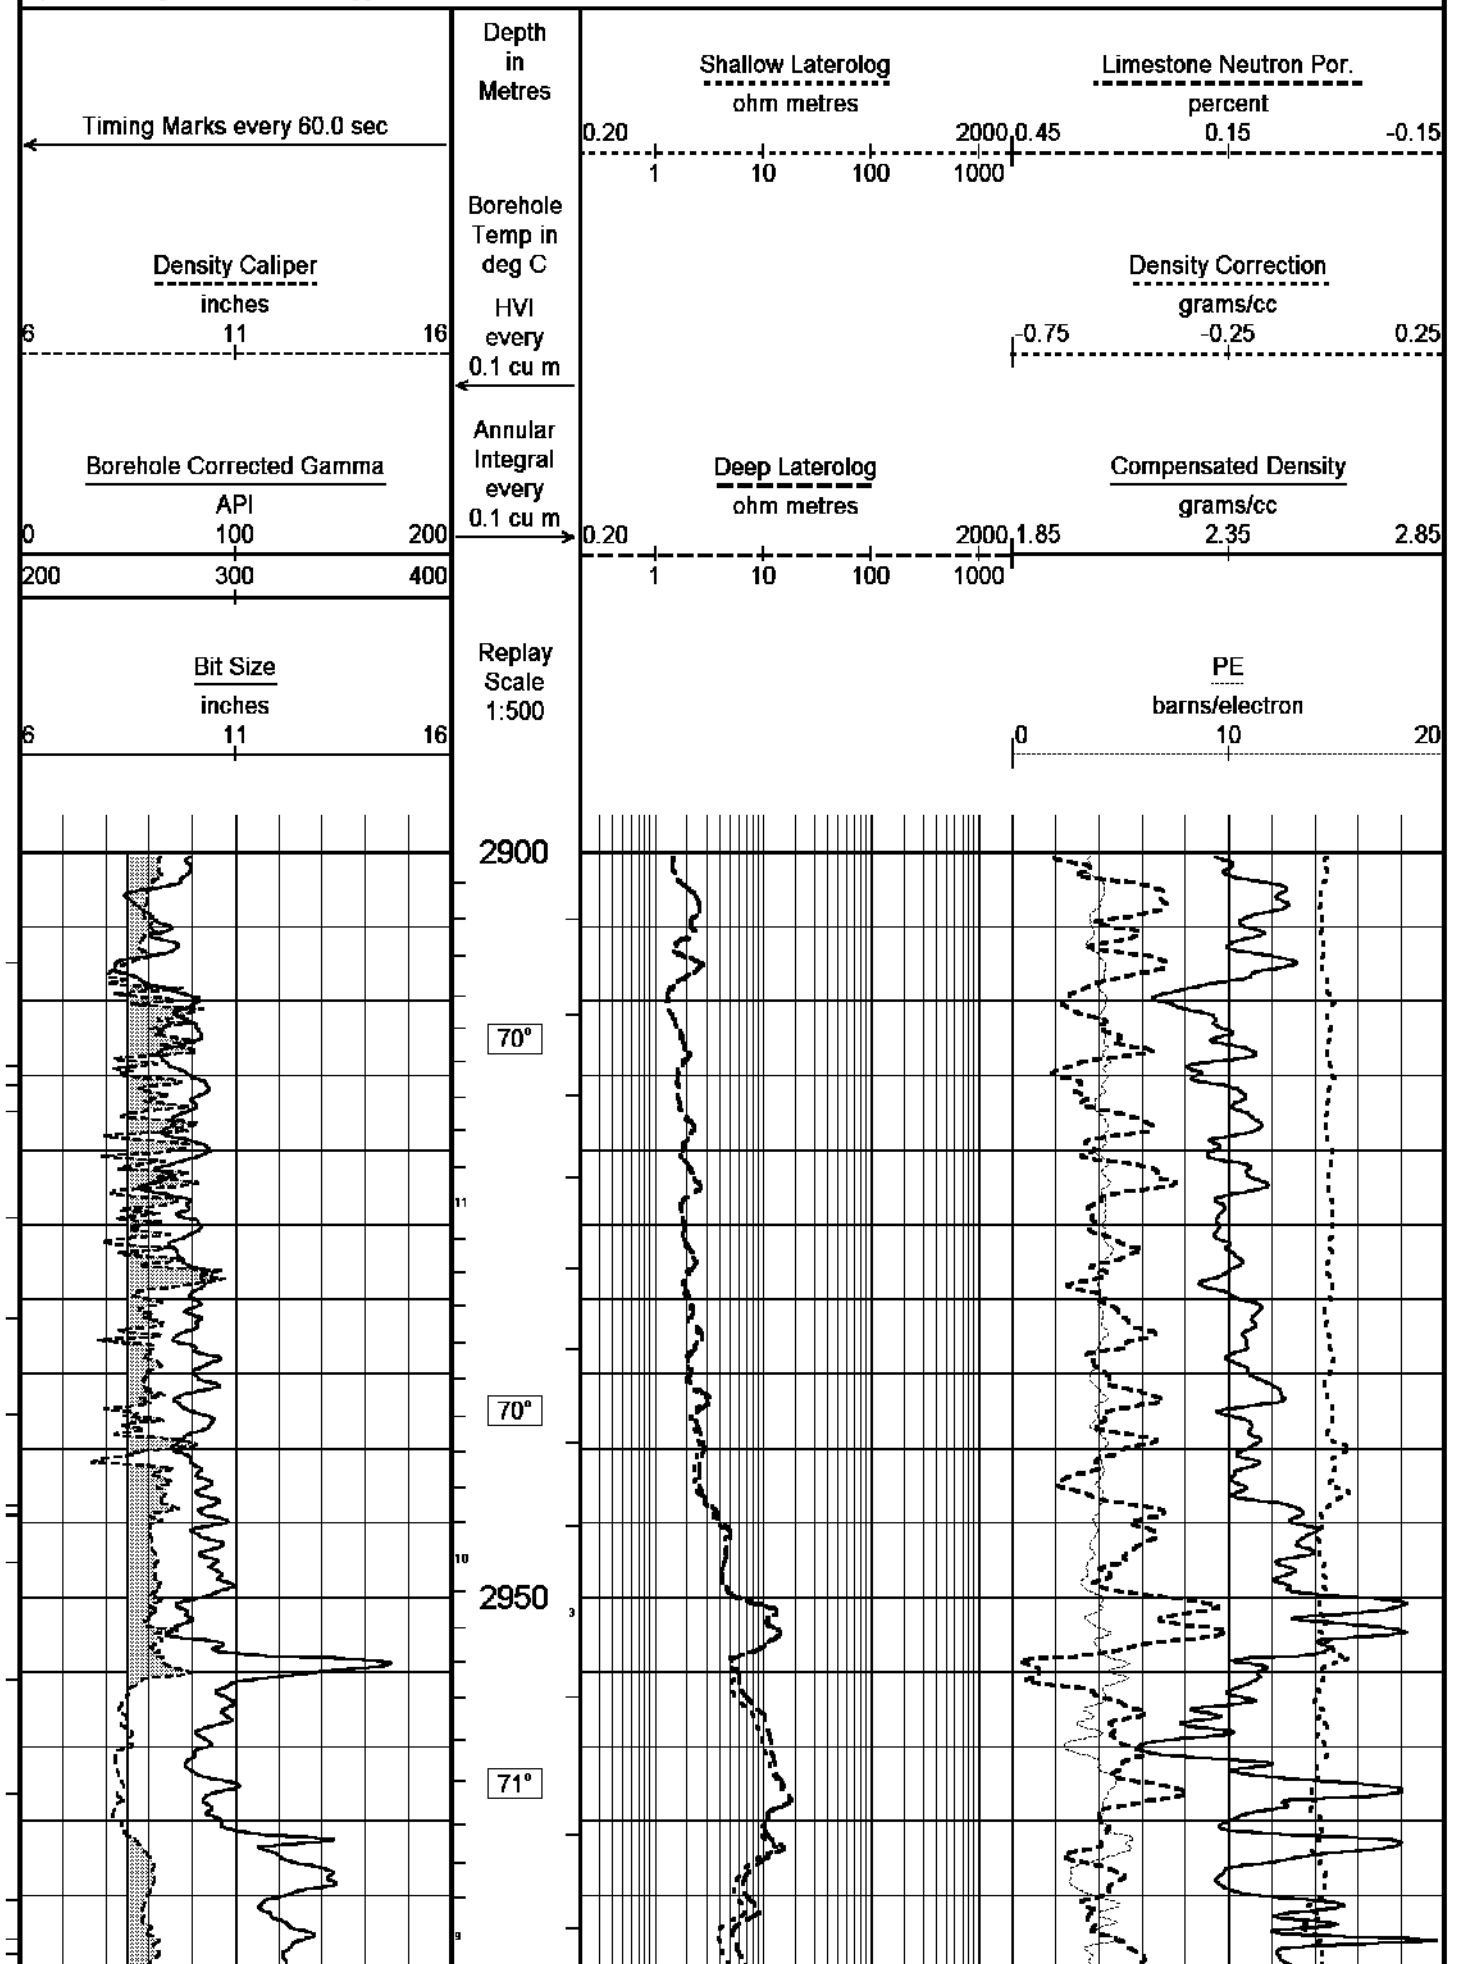 Timing Marks every 60.0 sec
Density Caliper
inches
6 11 16
Borehole Corrected Gamma
API
0 100 200
200 300 400
Bit Size
inches
6 11 16
Depth
in
Metres
Borehole
Temp in
deg C
HVI
every
0.1 cu m
Annular
Integral
every
0.1 cu m
Replay
Scale
1:500
Shallow Laterolog
ohm metres
0.20 2000
1 10 100 1000
Deep Laterolog
ohm metres
0.20 2000
1 10 100 1000
Limestone Neutron Por.
percent
0.45 0.15 -0.15
Density Correction
grams/cc
-0.75 -0.25 0.25
Compensated Density
grams/cc
1.85 2.35 2.85
PE
barns/electron
0 10 20
2900
70°
11
70°
10
2950
3
71°
9